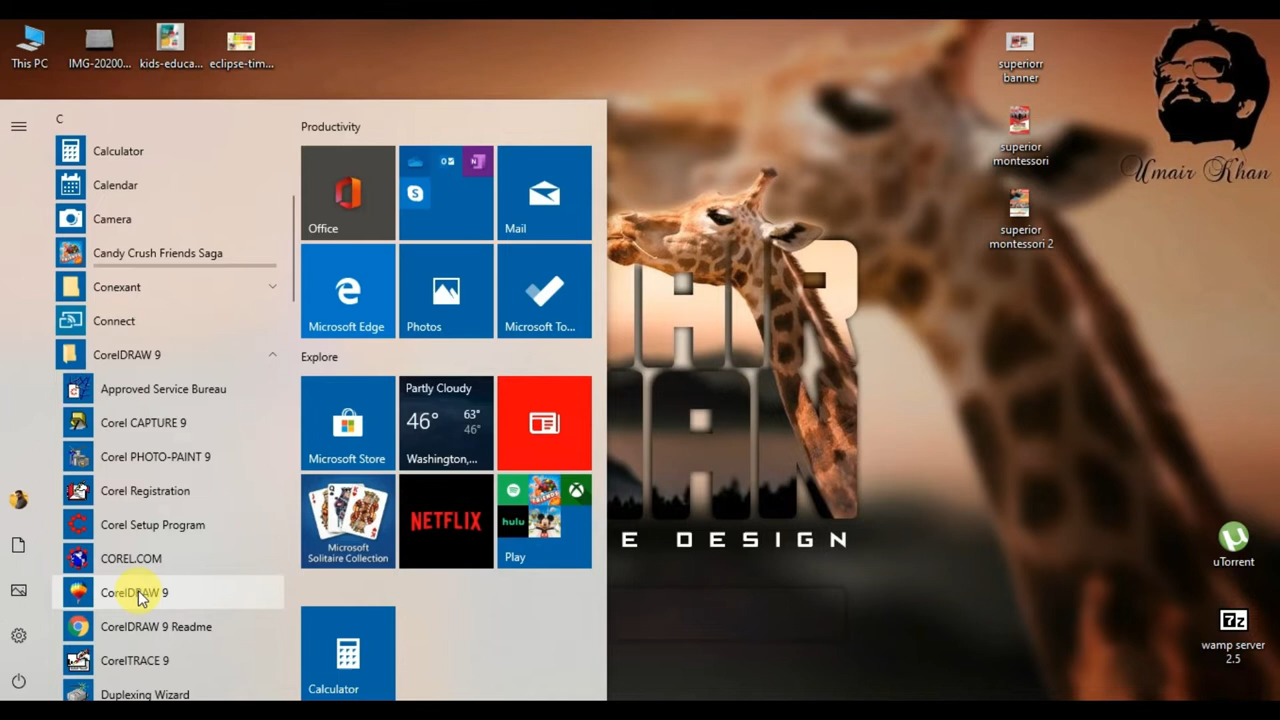 This PC
IMG-20200...
kids-educa...
eclipse-tim...
superiorr
banner
superior
montessori
superior
montessori 2
Umair Khan
C
Calculator
Calendar
Camera
Candy Crush Friends Saga
Conexant
Connect
CorelDRAW 9
Approved Service Bureau
Corel CAPTURE 9
Corel PHOTO-PAINT 9
Corel Registration
Corel Setup Program
COREL.COM
CorelDRAW 9
CorelDRAW 9 Readme
CorelTRACE 9
Duplexing Wizard
Productivity
Office
Mail
Microsoft Edge
Photos
Microsoft To...
Explore
Microsoft Store
Partly Cloudy
46° 63°
46°
Washington,...
Microsoft
Solitaire Collection
NETFLIX
hulu
Play
Calculator
E DESIGN
uTorrent
7z
wamp server
2.5